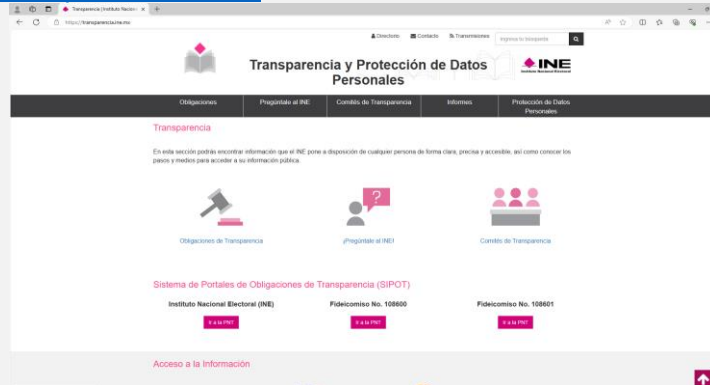 Transparencia | Instituto Nacion
https://transparencia.ine.mx
Directorio Contacto Transmisiones Ingresa tu búsqueda
Transparencia y Protección de Datos
Personales
INE
Instituto Nacional Electoral
Obligaciones Pregúntale al INE Comités de Transparencia Informes Protección de Datos
Personales
Transparencia
En esta sección podrás encontrar información que el INE pone a disposición de cualquier persona de forma clara, precisa y accesible, así como conocer los
pasos y medios para acceder a su información pública.
?
Obligaciones de Transparencia ¡Pregúntale al INE! Comités de Transparencia
Sistema de Portales de Obligaciones de Transparencia (SIPOT)
Instituto Nacional Electoral (INE) Fideicomiso No. 108600 Fideicomiso No. 108601
Ir a la PNT Ir a la PNT Ir a la PNT
Acceso a la Información